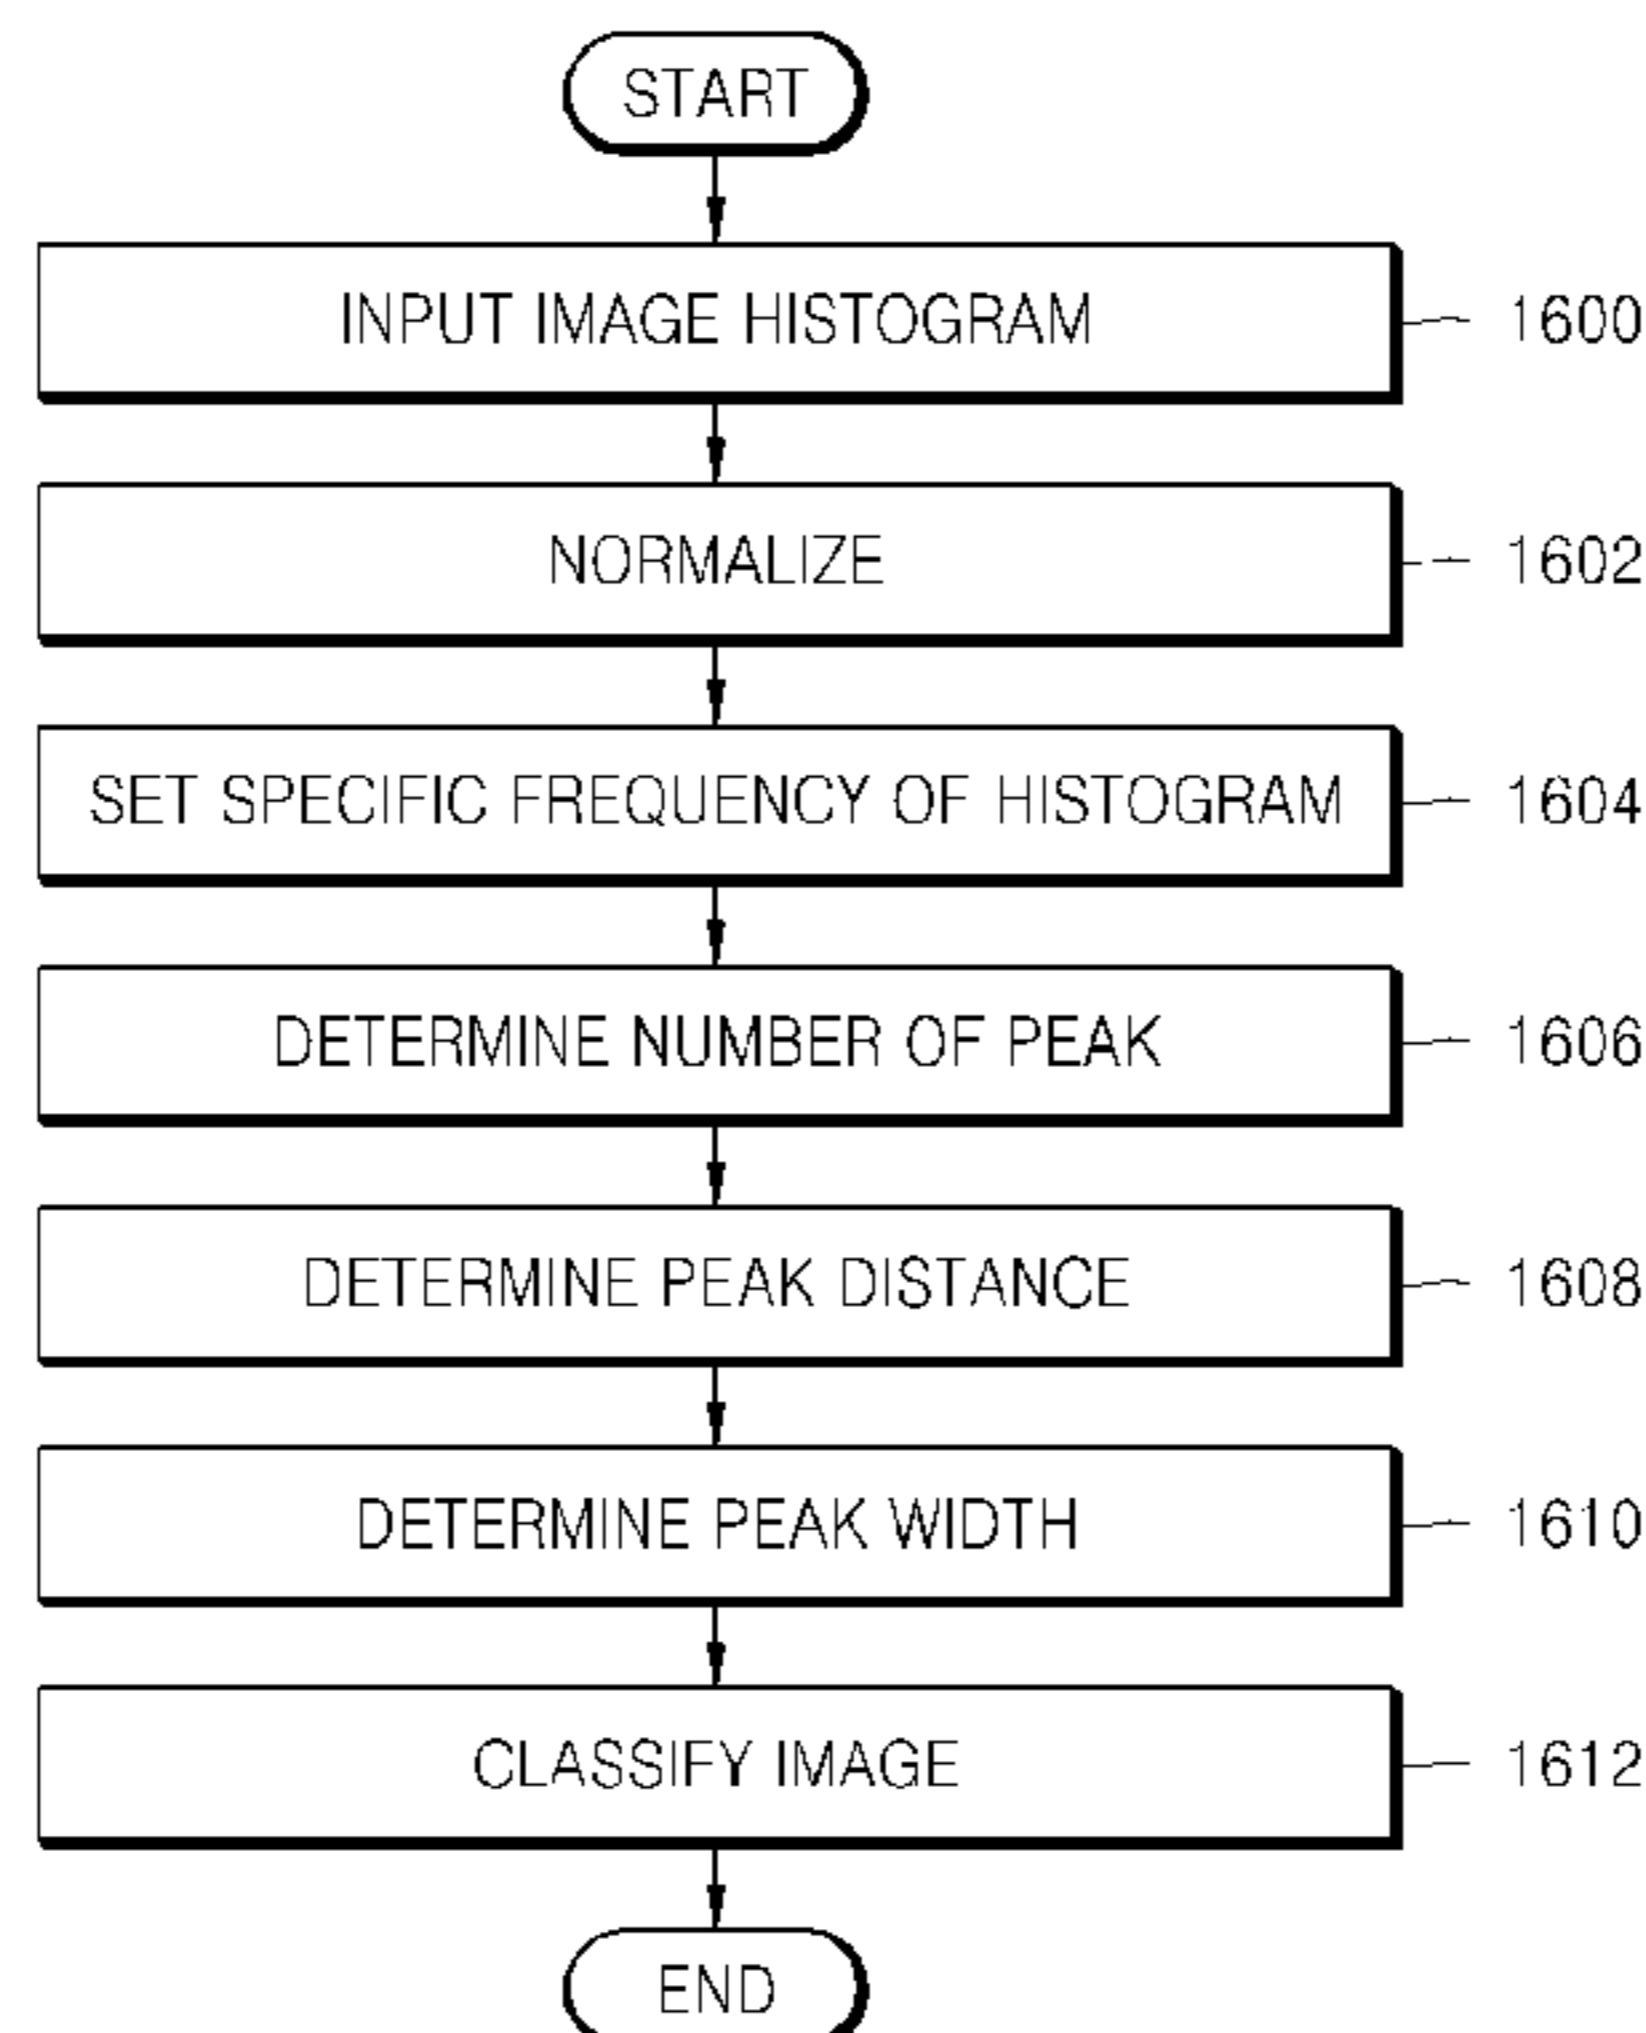 START
INPUT IMAGE HISTOGRAM 1600
NORMALIZE 1602
SET SPECIFIC FREQUENCY OF HISTOGRAM 1604
DETERMINE NUMBER OF PEAK 1606
DETERMINE PEAK DISTANCE 1608
DETERMINE PEAK WIDTH 1610
CLASSIFY IMAGE 1612
END